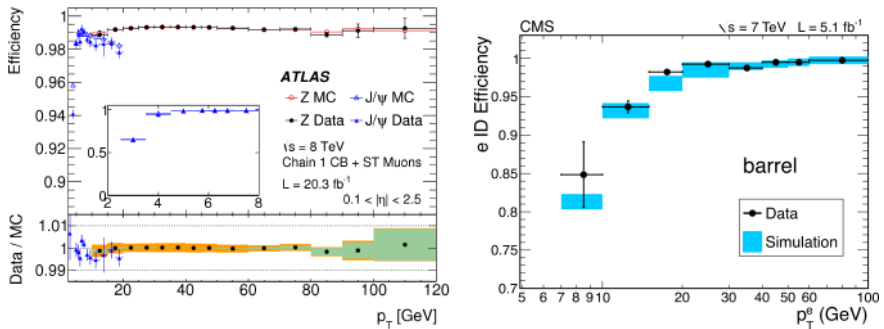 Efficiency
1
0.98
0.96
0.94
0.92
0.9
ATLAS
Z MC
J/ψ MC
Z Data
J/ψ Data
√s = 8 TeV
Chain 1 CB + ST Muons
L = 20.3 fb⁻¹
0.1 < |η| < 2.5
1
0.5
0
2 3 4 5 6 7 8
Data / MC
1.01
1
0.99
20 40 60 80 100 120
p_T [GeV]
CMS
√s = 7 TeV L = 5.1 fb⁻¹
e ID Efficiency
1
0.95
0.9
0.85
0.8
0.75
0.7
barrel
Data
Simulation
5 6 7 8 9 10 20 30 40 50 60 100
p_T^e (GeV)